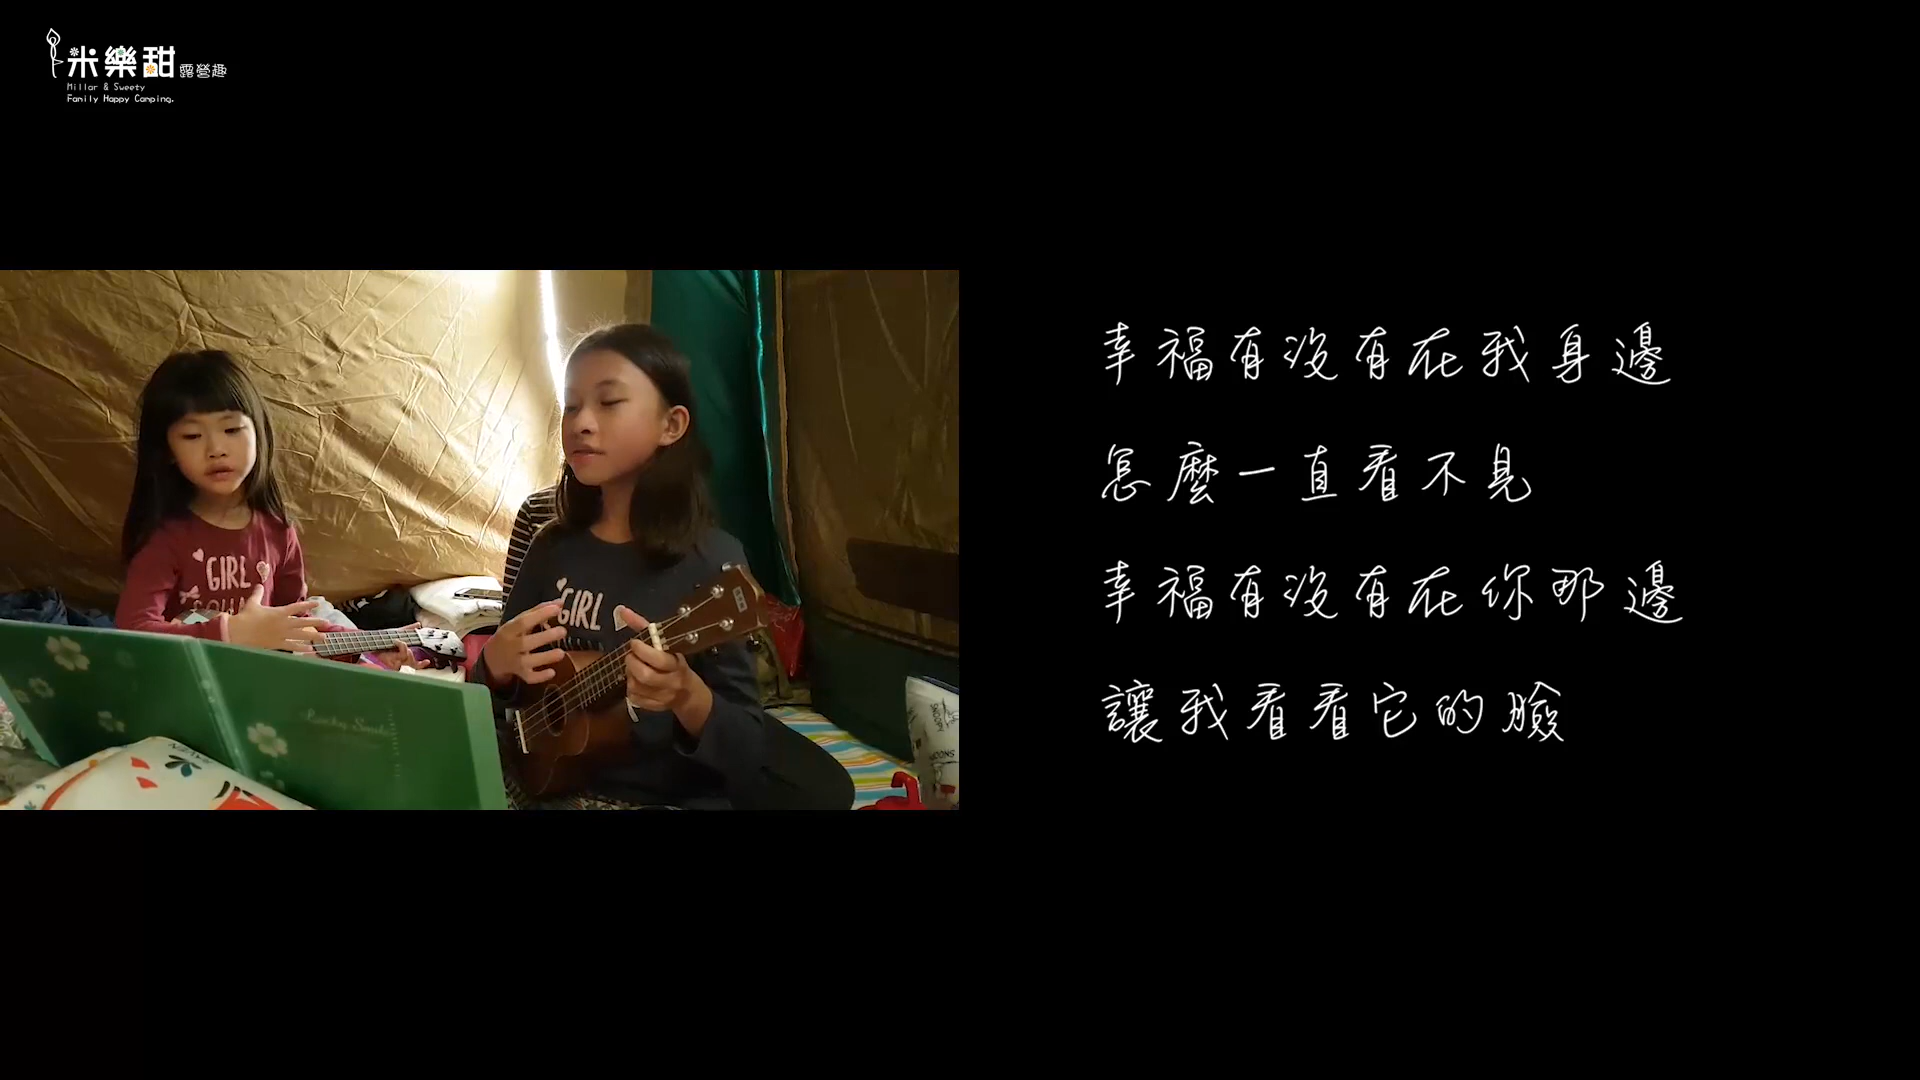 米樂甜露營趣
Millar & Sweety
Family Happy Camping.
幸福有沒有在我身邊
怎麼一直看不見
幸福有沒有在你那邊
讓我看看它的臉
GIRL
GIRL
Lucky Smile